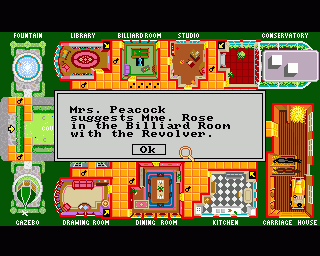 FOUNTAIN LIBRARY BILLIARD ROOM STUDIO CONSERVATORY
Mrs. Peacock
suggests Mme. Rose
in the Billiard Room
with the Revolver.
Ok
GAZEBO DRAWING ROOM DINING ROOM KITCHEN CARRIAGE HOUSE